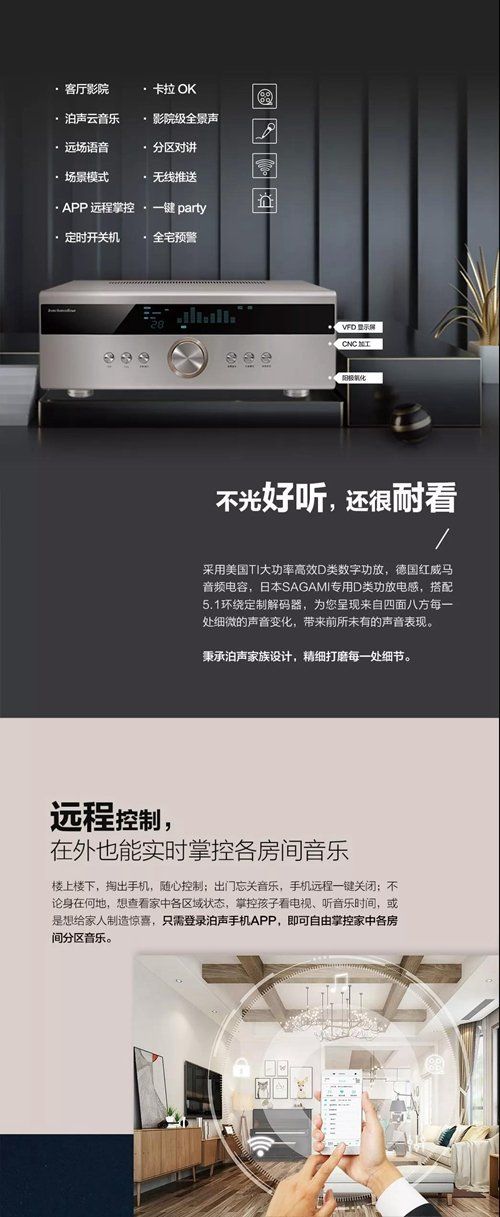 · 客厅影院
· 卡拉 OK
· 泊声云音乐
· 影院级全景声
· 远场语音
· 分区对讲
· 场景模式
· 无线推送
· APP 远程掌控
· 一键 party
· 定时开关机
· 全宅预警
VFD 显示屏
CNC 加工
阳极氧化
不光好听，还很耐看
采用美国TI大功率高效D类数字功放，德国红威马
音频电容，日本SAGAMI专用D类功放电感，搭配
5.1环绕定制解码器，为您呈现来自四面八方每一
处细微的声音变化，带来前所未有的声音表现。
秉承泊声家族设计，精细打磨每一处细节。
远程控制，
在外也能实时掌控各房间音乐
楼上楼下，掏出手机，随心控制；出门忘关音乐，手机远程一键关闭；不
论身在何地，想查看家中各区域状态，掌控孩子看电视、听音乐时间，或
是想给家人制造惊喜，只需登录泊声手机APP，即可自由掌控家中各房
间分区音乐。